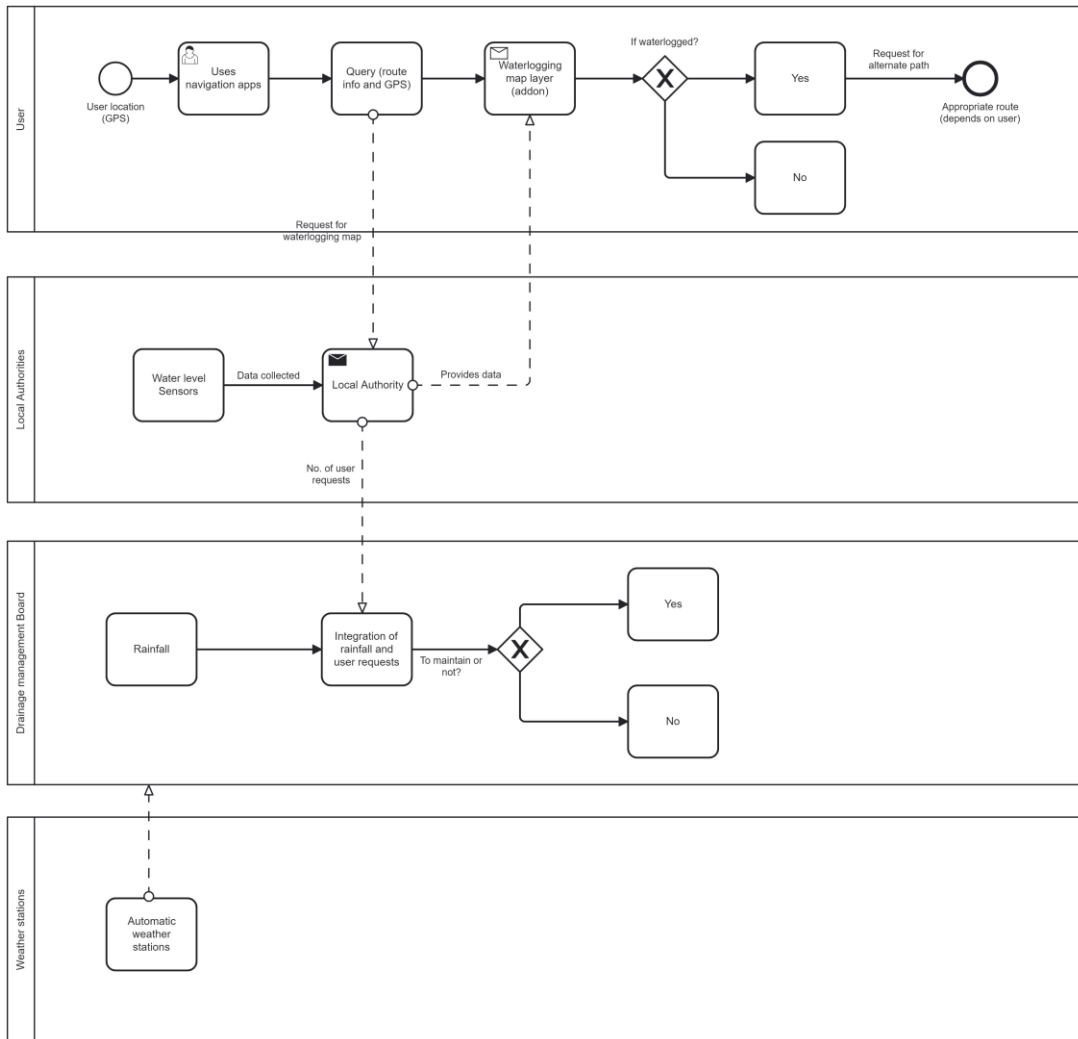 User
User location
(GPS)
Uses
navigation apps
Query (route
info and GPS)
Waterlogging
map layer
(addon)
If waterlogged?
X
Yes
Request for
alternate path
Appropriate route
(depends on user)
No
Request for
waterlogging map
Local Authorities
Water level
Sensors
Data collected
Local Authority
Provides data
No. of user
requests
Drainage management Board
Rainfall
Integration of
rainfall and
user requests
To maintain or
not?
X
Yes
No
Weather stations
Automatic
weather
stations